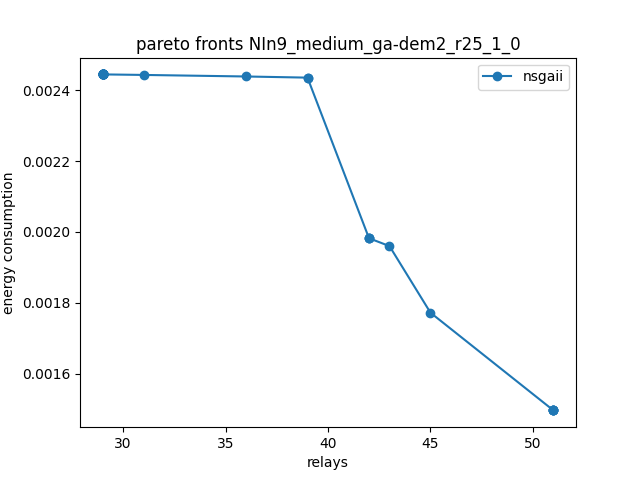 pareto fronts NIn9_medium_ga-dem2_r25_1_0
nsgaii
energy consumption
0.0024
0.0022
0.0020
0.0018
0.0016
30
35
40
45
50
relays